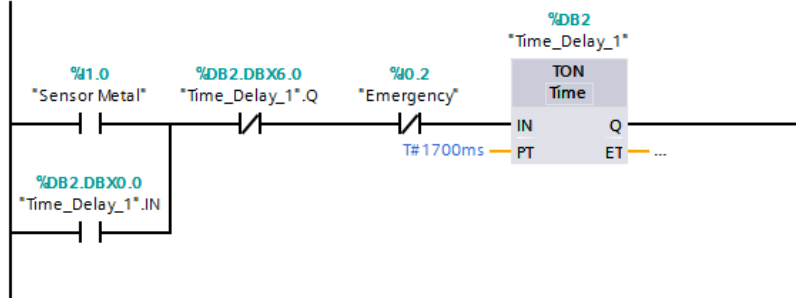 %DB2
"Time_Delay_1"
%I1.0
"Sensor Metal"
%DB2.DBX6.0
"Time_Delay_1".Q
%I0.2
"Emergency"
TON
Time
IN
Q
T#1700ms
PT
ET
...
%DB2.DBX0.0
"Time_Delay_1".IN